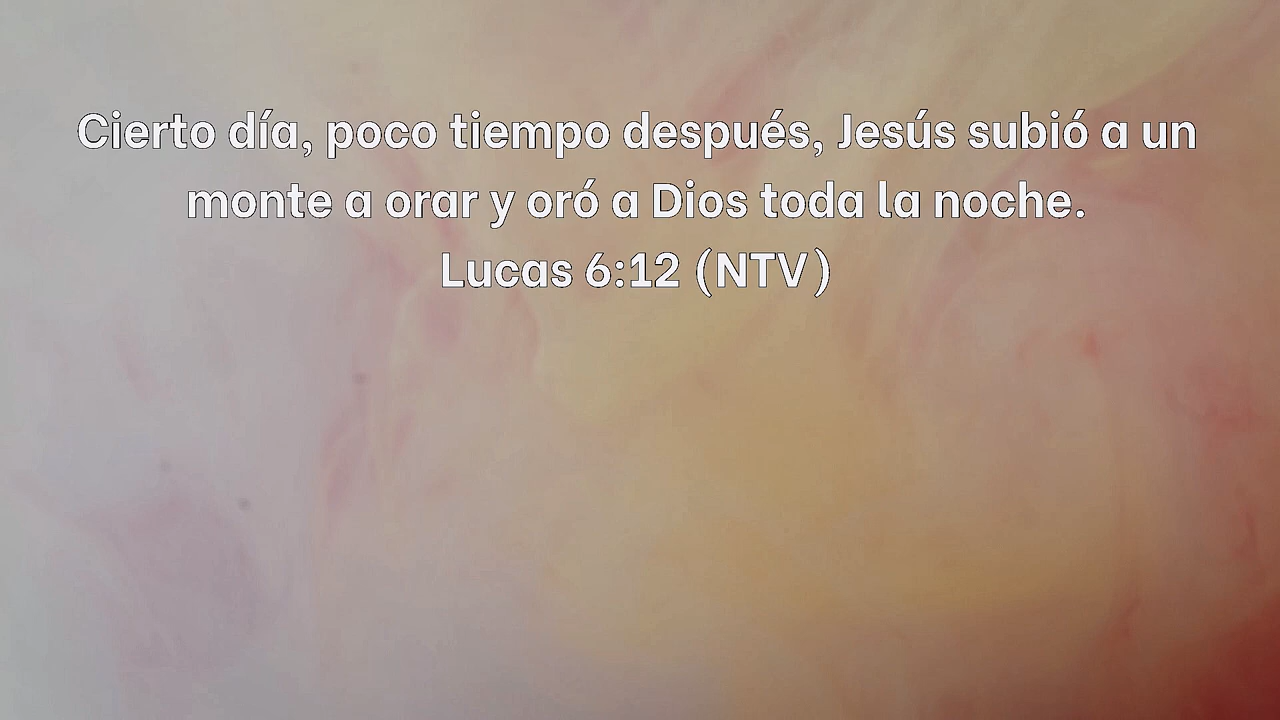 Cierto día, poco tiempo después, Jesús subió a un
monte a orar y oró a Dios toda la noche.
Lucas 6:12 (NTV)